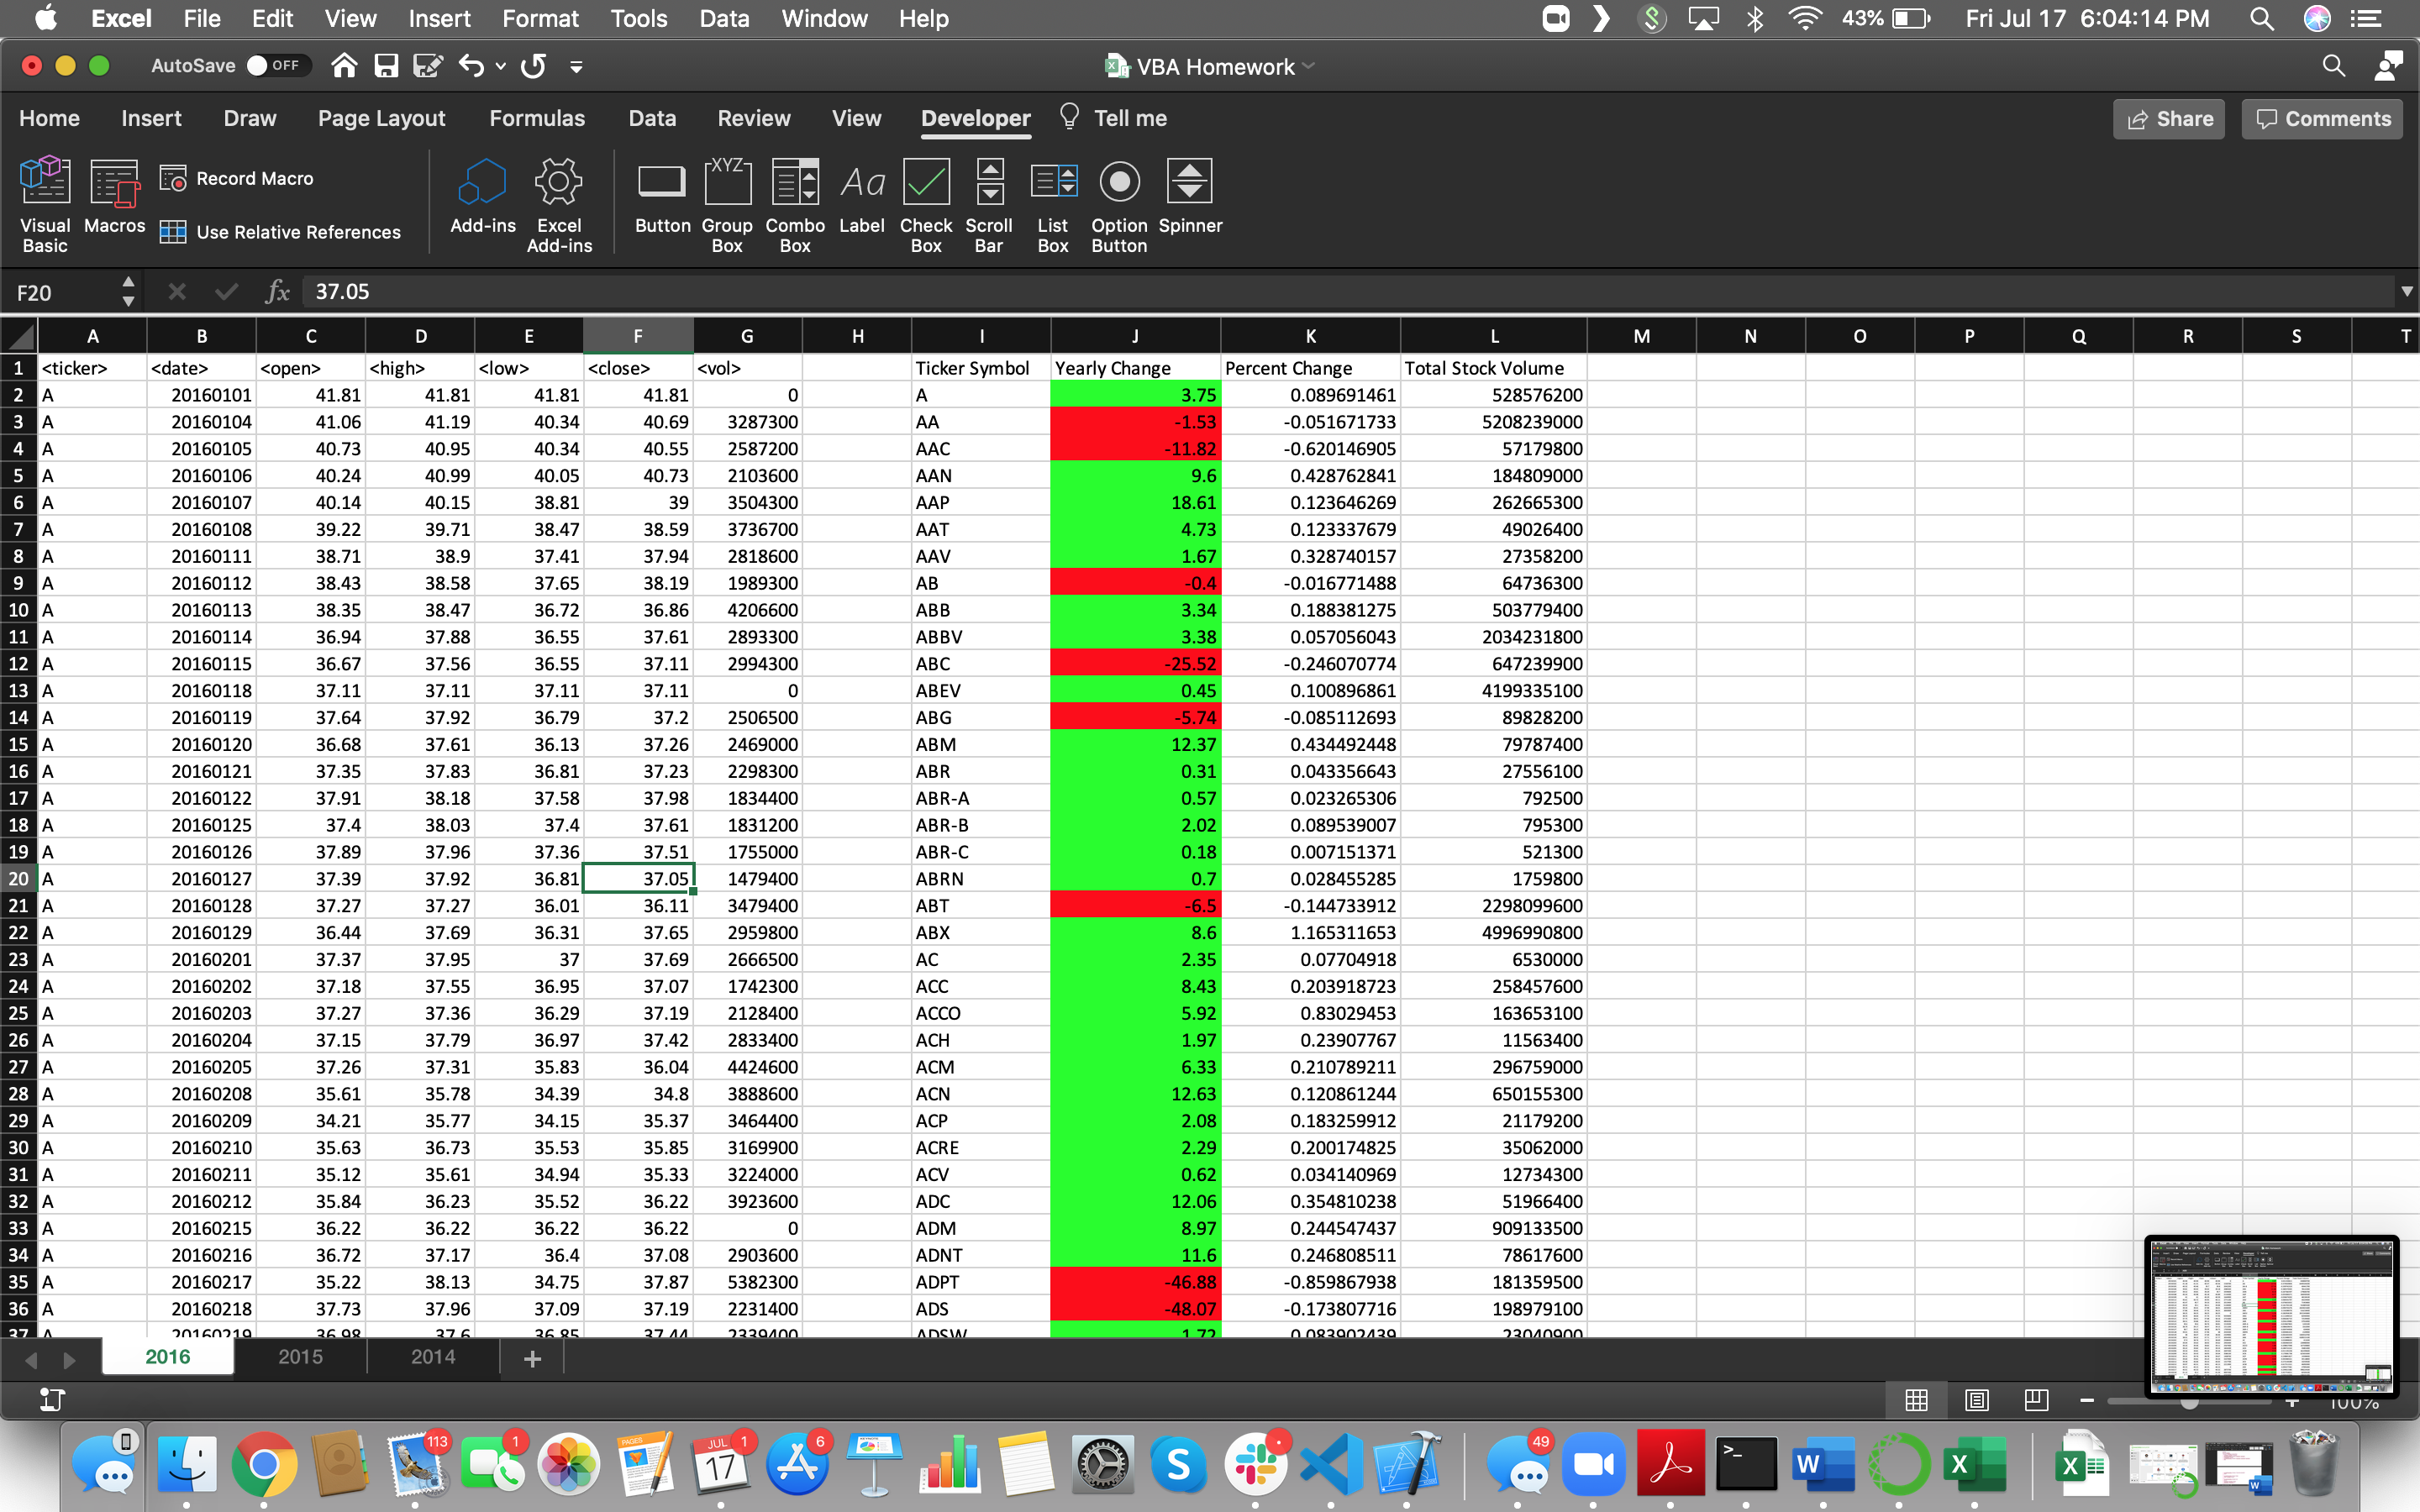 Excel File Edit View Insert Format Tools Data Window Help 43% Fri Jul 17 6:04:14 PM
AutoSave OFF VBA Homework
Home Insert Draw Page Layout Formulas Data Review View Developer Tell me Share Comments
Visual Basic Macros Record Macro Use Relative References Add-ins Excel Add-ins Button Group Box XYZ Combo Box Aa Label Check Box Scroll Bar List Box Option Button Spinner
F20 fx 37.05
A B C D E F G H I J K L M N O P Q R S T
1 <ticker> <date> <open> <high> <low> <close> <vol> Ticker Symbol Yearly Change Percent Change Total Stock Volume
2 A 20160101 41.81 41.81 41.81 41.81 0 A 3.75 0.089691461 528576200
3 A 20160104 41.06 41.19 40.34 40.69 3287300 AA -1.53 -0.051671733 5208239000
4 A 20160105 40.73 40.95 40.34 40.55 2587200 AAC -11.82 -0.620146905 57179800
5 A 20160106 40.24 40.99 40.05 40.73 2103600 AAN 9.6 0.428762841 184809000
6 A 20160107 40.14 40.15 38.81 39 3504300 AAP 18.61 0.123646269 262665300
7 A 20160108 39.22 39.71 38.47 38.59 3736700 AAT 4.73 0.123337679 49026400
8 A 20160111 38.71 38.9 37.41 37.94 2818600 AAV 1.67 0.328740157 27358200
9 A 20160112 38.43 38.58 37.65 38.19 1989300 AB -0.4 -0.016771488 64736300
10 A 20160113 38.35 38.47 36.72 36.86 4206600 ABB 3.34 0.188381275 503779400
11 A 20160114 36.94 37.88 36.55 37.61 2893300 ABBV 3.38 0.057056043 2034231800
12 A 20160115 36.67 37.56 36.55 37.11 2994300 ABC -25.52 -0.246070774 647239900
13 A 20160118 37.11 37.11 37.11 37.11 0 ABEV 0.45 0.100896861 4199335100
14 A 20160119 37.64 37.92 36.79 37.2 2506500 ABG -5.74 -0.085112693 89828200
15 A 20160120 36.68 37.61 36.13 37.26 2469000 ABM 12.37 0.434492448 79787400
16 A 20160121 37.35 37.83 36.81 37.23 2298300 ABR 0.31 0.043356643 27556100
17 A 20160122 37.91 38.18 37.58 37.98 1834400 ABR-A 0.57 0.023265306 792500
18 A 20160125 37.4 38.03 37.4 37.61 1831200 ABR-B 2.02 0.089539007 795300
19 A 20160126 37.89 37.96 37.36 37.51 1755000 ABR-C 0.18 0.007151371 521300
20 A 20160127 37.39 37.92 36.81 37.05 1479400 ABRN 0.7 0.028455285 1759800
21 A 20160128 37.27 37.27 36.01 36.11 3479400 ABT -6.5 -0.144733912 2298099600
22 A 20160129 36.44 37.69 36.31 37.65 2959800 ABX 8.6 1.165311653 4996990800
23 A 20160201 37.37 37.95 37 37.69 2666500 AC 2.35 0.07704918 6530000
24 A 20160202 37.18 37.55 36.95 37.07 1742300 ACC 8.43 0.203918723 258457600
25 A 20160203 37.27 37.36 36.29 37.19 2128400 ACCO 5.92 0.83029453 163653100
26 A 20160204 37.15 37.79 36.97 37.42 2833400 ACH 1.97 0.23907767 11563400
27 A 20160205 37.26 37.31 35.83 36.04 4424600 ACM 6.33 0.210789211 296759000
28 A 20160208 35.61 35.78 34.39 34.8 3888600 ACN 12.63 0.120861244 650155300
29 A 20160209 34.21 35.77 34.15 35.37 3464400 ACP 2.08 0.183259912 21179200
30 A 20160210 35.63 36.73 35.53 35.85 3169900 ACRE 2.29 0.200174825 35062000
31 A 20160211 35.12 35.61 34.94 35.33 3224000 ACV 0.62 0.034140969 12734300
32 A 20160212 35.84 36.23 35.52 36.22 3923600 ADC 12.06 0.354810238 51966400
33 A 20160215 36.22 36.22 36.22 36.22 0 ADM 8.97 0.244547437 909133500
34 A 20160216 36.72 37.17 36.4 37.08 2903600 ADNT 11.6 0.246808511 78617600
35 A 20160217 35.22 38.13 34.75 37.87 5382300 ADPT -46.88 -0.859867938 181359500
36 A 20160218 37.73 37.96 37.09 37.19 2231400 ADS -48.07 -0.173807716 198979100
37 A 20160219 36.98 37.6 36.85 37.44 2339400 ADSW 1.72 0.083902439 23040900
2016 2015 2014
100%
113 1 PAGES JUL 17 1 6 49